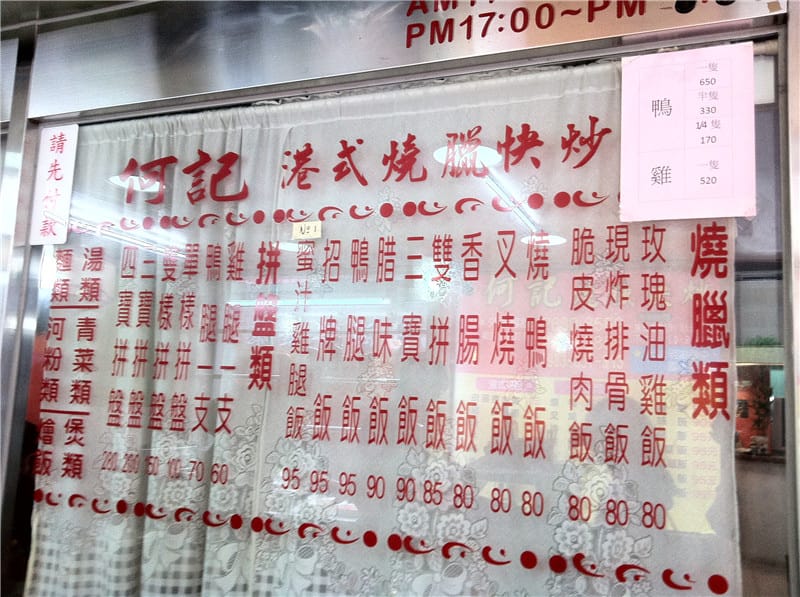 PM17:00~PM
請先付款
何記 港式燒臘快炒
鴨
一隻
650
半隻
330
1/4 隻
170
雞
一隻
520
燒臘類
玫瑰油雞飯 80
現炸排骨飯 80
脆皮燒肉飯 80
燒鴨飯 80
叉燒飯 80
香腸飯 80
雙拼飯 85
三寶飯 90
腊味飯 90
鴨腿飯 95
招牌飯 95
№1
蜜汁雞腿飯 95
拼盤類
雞腿一支 60
鴨腿一支 70
單樣拼盤 100
雙樣拼盤
三寶拼盤 200
四寶拼盤 280
湯類 青菜類 煲類
麵類 河粉類 燴飯